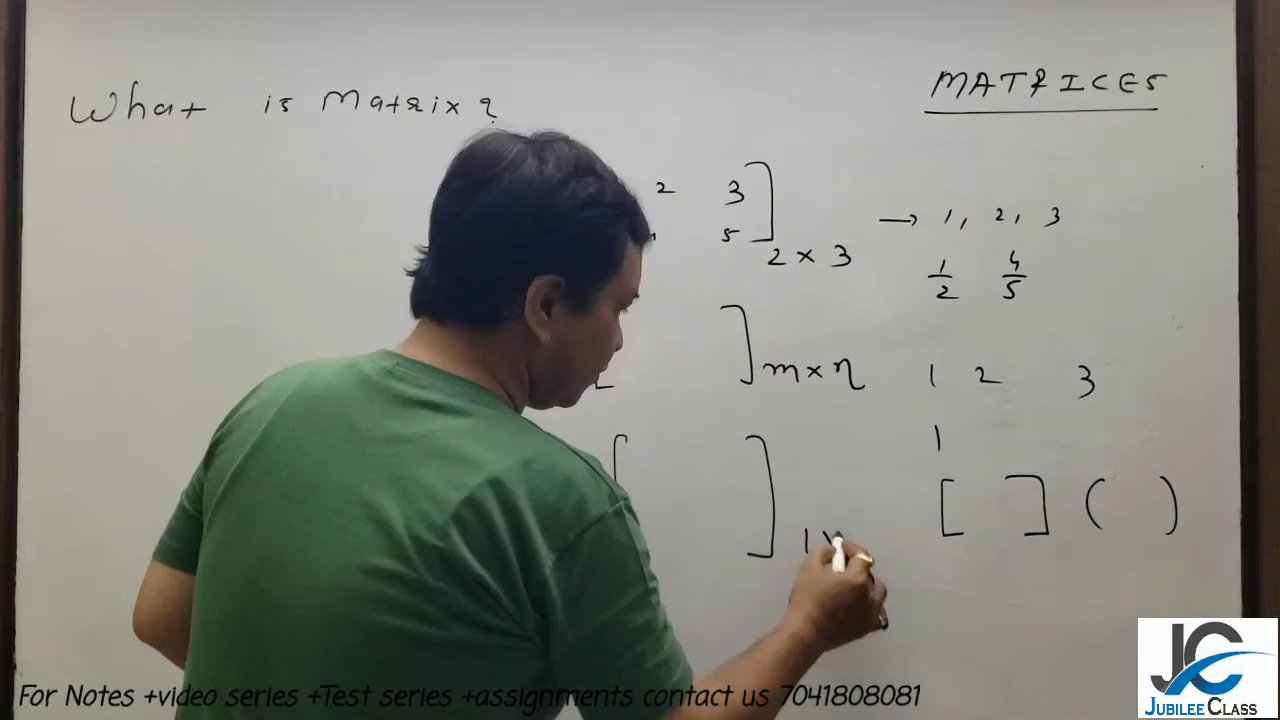 What is Matrix ?
MATRICES
2 3
5
2 × 3
→ 1, 2, 3
1/2 4/5
] m × n
1 2 3
1
[ ]
1
[ ] ( )
For Notes +video series +Test series +assignments contact us 7041808081
JC
JUBILEE CLASS